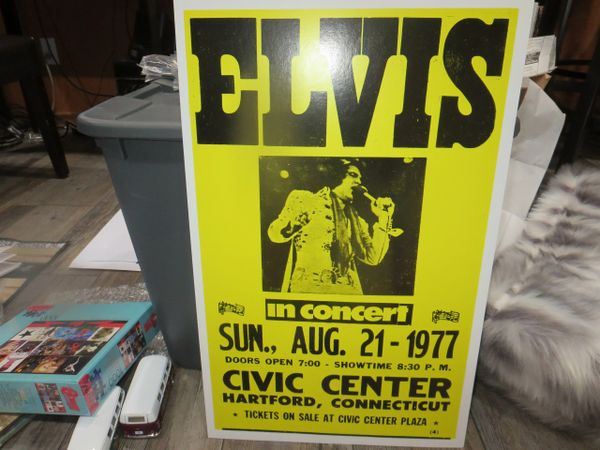 ELVIS
in concert
SUN., AUG. 21 - 1977
DOORS OPEN 7:00 - SHOWTIME 8:30 P. M.
CIVIC CENTER
HARTFORD, CONNECTICUT
★ TICKETS ON SALE AT CIVIC CENTER PLAZA ★
(4)